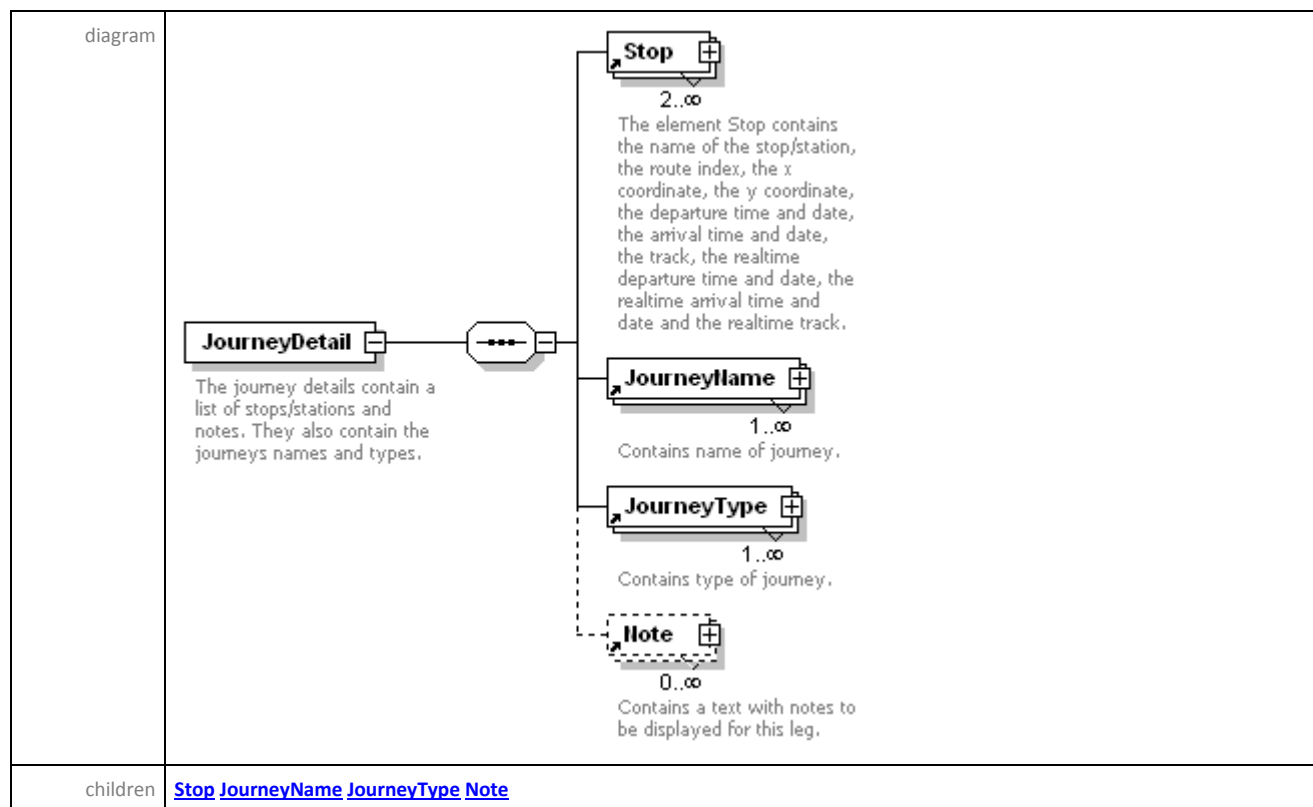 diagram
Stop
2..∞
The element Stop contains
the name of the stop/station,
the route index, the x
coordinate, the y coordinate,
the departure time and date,
the arrival time and date,
the track, the realtime
departure time and date, the
realtime arrival time and
date and the realtime track.
JourneyDetail
The journey details contain a
list of stops/stations and
notes. They also contain the
journeys names and types.
JourneyName
1..∞
Contains name of journey.
JourneyType
1..∞
Contains type of journey.
Note
0..∞
Contains a text with notes to
be displayed for this leg.
children Stop JourneyName JourneyType Note